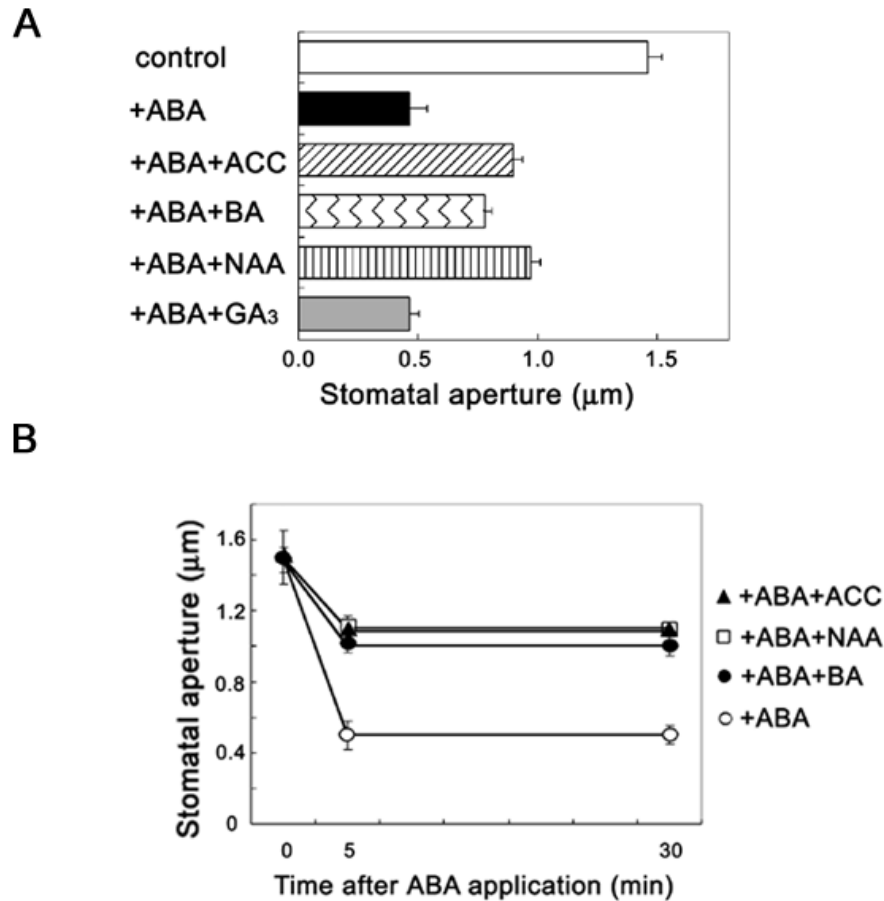 A
control
+ABA
+ABA+ACC
+ABA+BA
+ABA+NAA
+ABA+GA₃
0.0 0.5 1.0 1.5
Stomatal aperture (μm)
B
Stomatal aperture (μm)
1.6
1.2
0.8
0.4
0
0 5 30
Time after ABA application (min)
+ABA+ACC
+ABA+NAA
+ABA+BA
+ABA